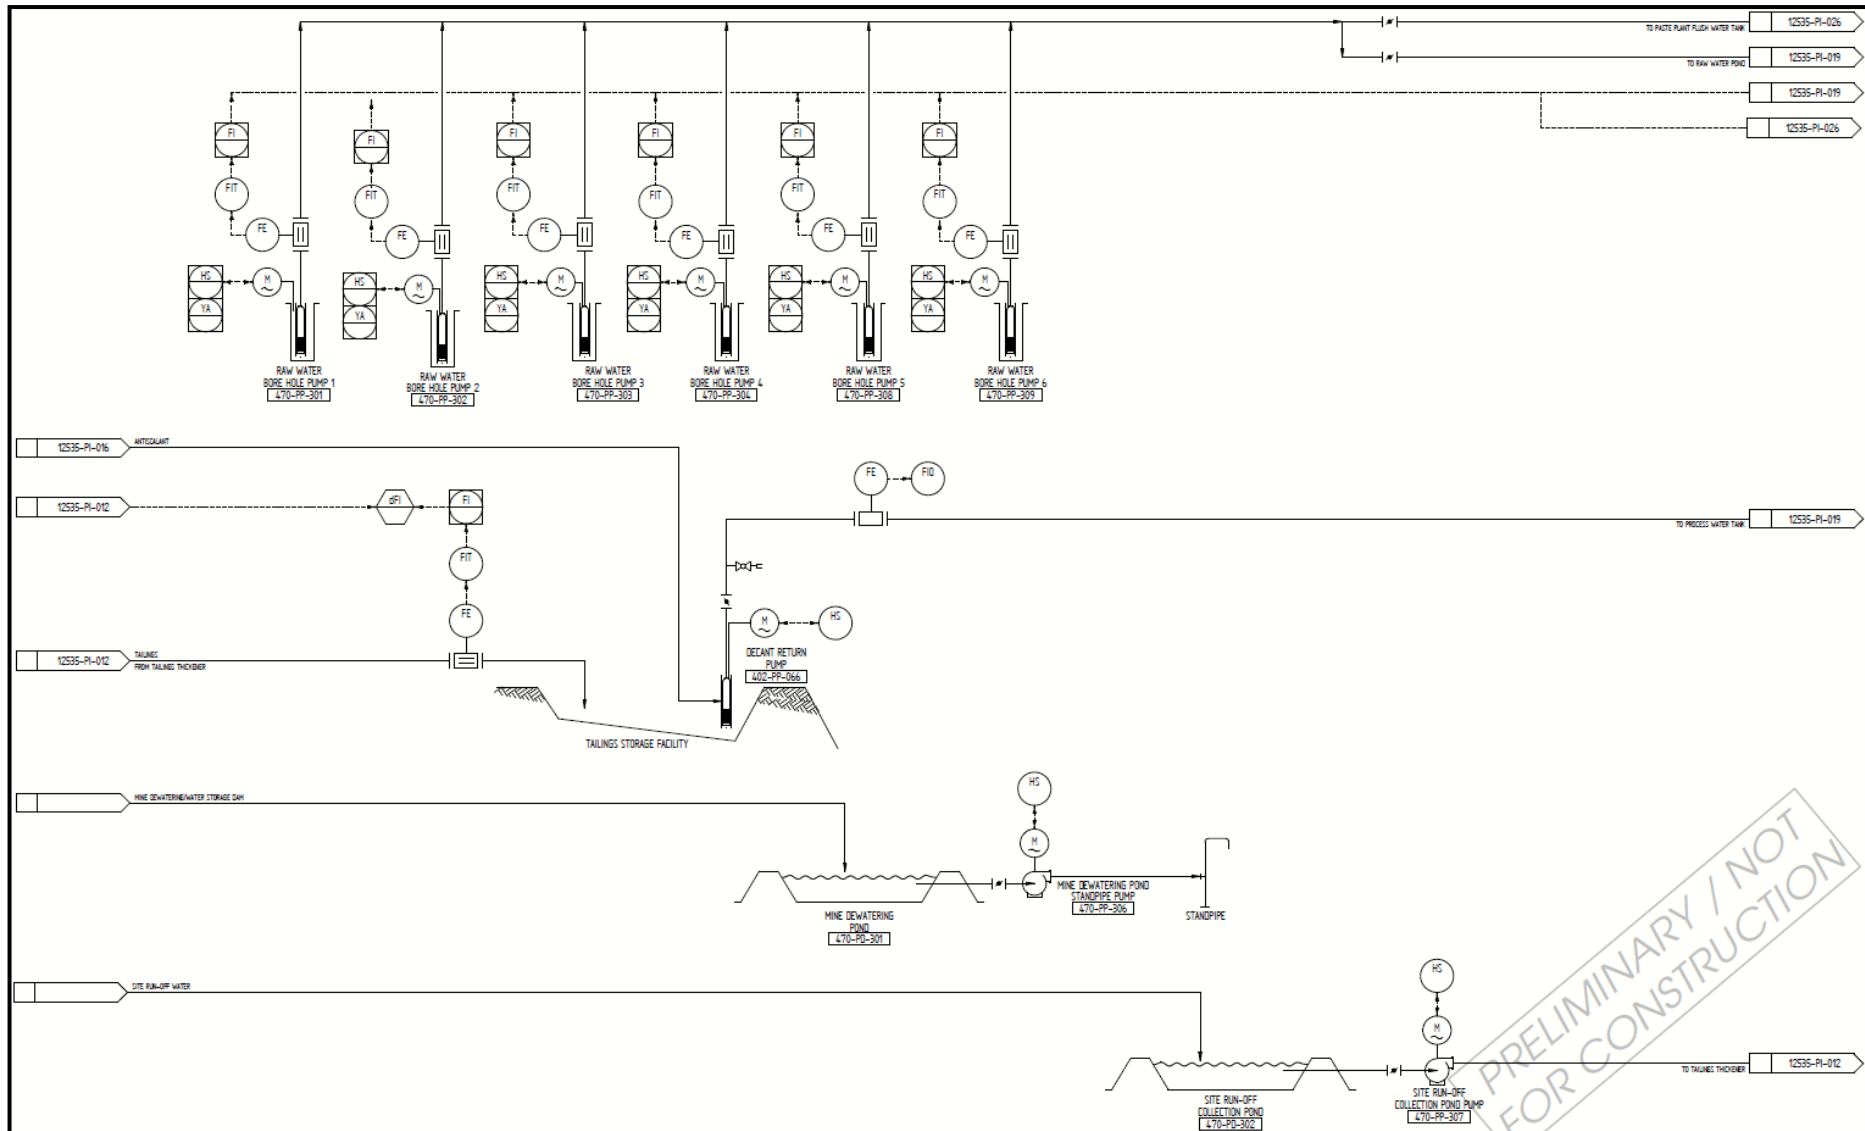 12535-PI-026
TO PASTE PLANT FLUSH WATER TANK
12535-PI-019
TO RAW WATER POND
12535-PI-019
12535-PI-026
FI
FI
FI
FI
FI
FI
FIT
FIT
FIT
FIT
FIT
FIT
FE
FE
FE
FE
FE
FE
HS
M
HS
M
HS
M
HS
M
HS
M
HS
M
YA
YA
YA
YA
YA
YA
RAW WATER
BORE HOLE PUMP 1
470-PP-301
RAW WATER
BORE HOLE PUMP 2
470-PP-302
RAW WATER
BORE HOLE PUMP 3
470-PP-303
RAW WATER
BORE HOLE PUMP 4
470-PP-304
RAW WATER
BORE HOLE PUMP 5
470-PP-308
RAW WATER
BORE HOLE PUMP 6
470-PP-309
12535-PI-016
ANTISCALANT
12535-PI-012
dFI
FI
FIT
FE
FE
FIQ
TO PROCESS WATER TANK
12535-PI-019
12535-PI-012
TAILINGS
FROM TAILINGS THICKENER
M
HS
DECANT RETURN
PUMP
402-PP-066
TAILINGS STORAGE FACILITY
MINE DEWATERING/WATER STORAGE DAM
HS
M
MINE DEWATERING POND
STANDPIPE PUMP
470-PP-306
STANDPIPE
MINE DEWATERING
POND
470-PD-301
SITE RUN-OFF WATER
HS
M
TO TAILINGS THICKENER
12535-PI-012
SITE RUN-OFF
COLLECTION POND
470-PD-302
SITE RUN-OFF
COLLECTION POND PUMP
470-PP-307
PRELIMINARY / NOT
FOR CONSTRUCTION